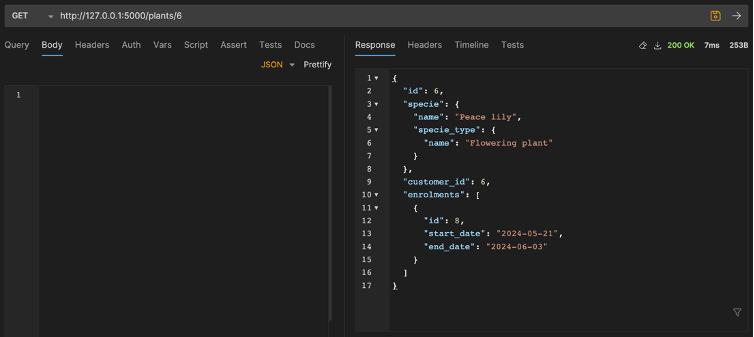 GET http://127.0.0.1:5000/plants/6
Query Body Headers Auth Vars Script Assert Tests Docs
JSON Prettify
1
Response Headers Timeline Tests 200 OK 7ms 253B
1 {
2 "id": 6,
3 "specie": {
4 "name": "Peace lily",
5 "specie_type": {
6 "name": "Flowering plant"
7 }
8 },
9 "customer_id": 6,
10 "enrolments": [
11 {
12 "id": 8,
13 "start_date": "2024-05-21",
14 "end_date": "2024-06-03"
15 }
16 ]
17 }